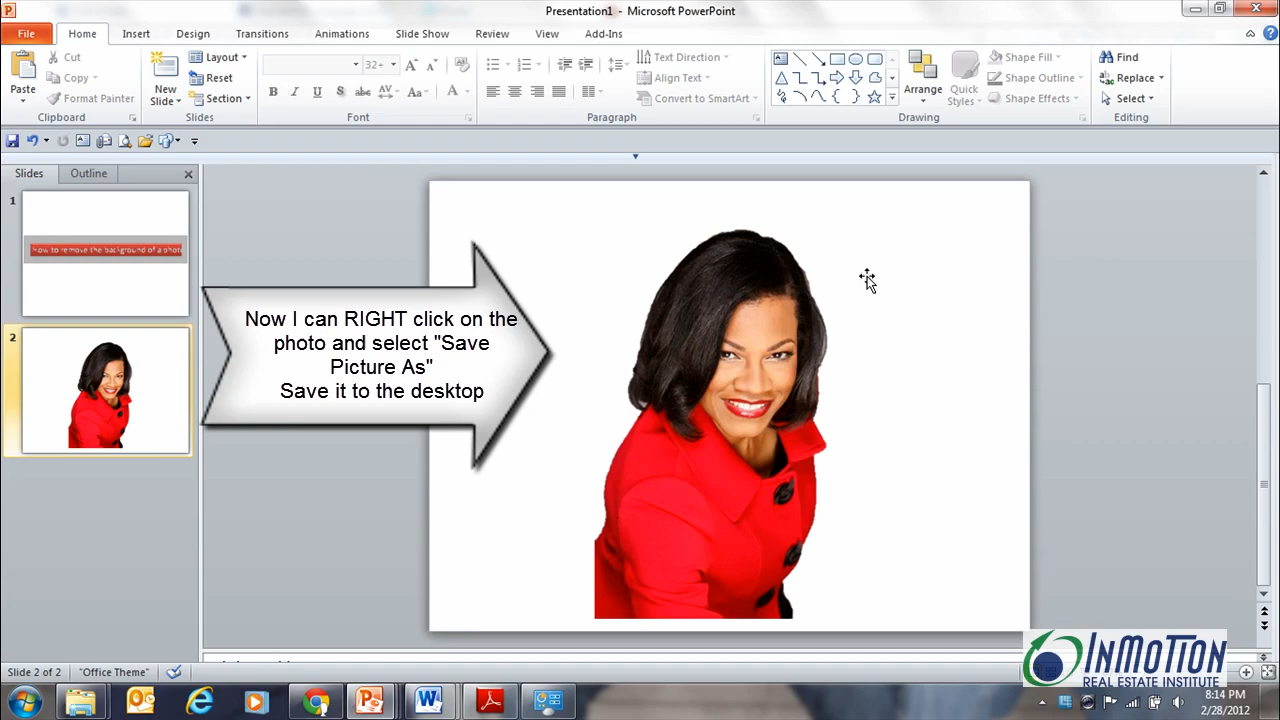 Presentation1 - Microsoft PowerPoint
File Home Insert Design Transitions Animations Slide Show Review View Add-Ins
Paste
Cut
Copy
Format Painter
Clipboard
New Slide
Layout
Reset
Section
Slides
32+
B I U S abc AV Aa A
Font
Text Direction
Align Text
Convert to SmartArt
Paragraph
Arrange
Quick Styles
Shape Fill
Shape Outline
Shape Effects
Drawing
Find
Replace
Select
Editing
Slides Outline
1
How to remove the background of a photo
2
Now I can RIGHT click on the
photo and select "Save
Picture As"
Save it to the desktop
INMOTION
REAL ESTATE INSTITUTE
Slide 2 of 2 "Office Theme"
8:14 PM
2/28/2012